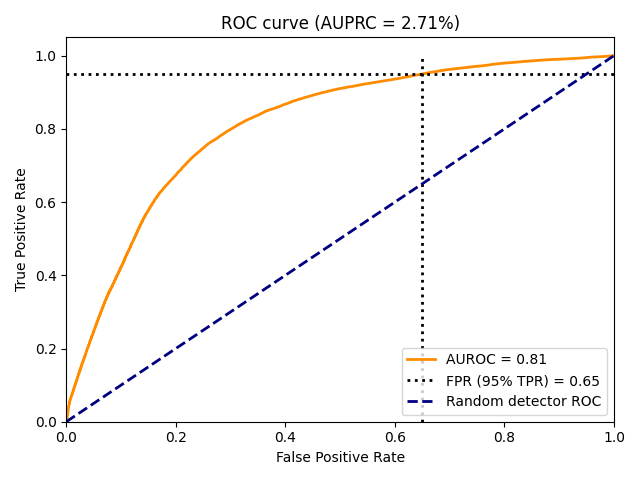 ROC curve (AUPRC = 2.71%)
True Positive Rate
1.0
0.8
0.6
0.4
0.2
0.0
AUROC = 0.81
FPR (95% TPR) = 0.65
Random detector ROC
0.0 0.2 0.4 0.6 0.8 1.0
False Positive Rate